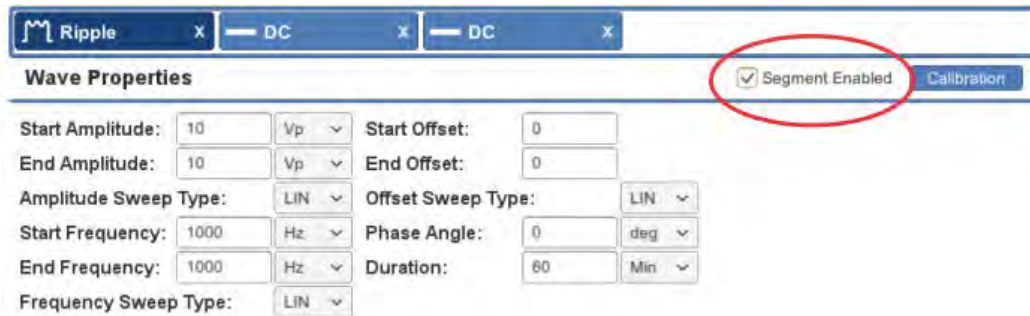 Ripple x DC x DC x
Wave Properties Segment Enabled Calibration
Start Amplitude: 10 Vp Start Offset: 0
End Amplitude: 10 Vp End Offset: 0
Amplitude Sweep Type: LIN Offset Sweep Type: LIN
Start Frequency: 1000 Hz Phase Angle: 0 deg
End Frequency: 1000 Hz Duration: 60 Min
Frequency Sweep Type: LIN